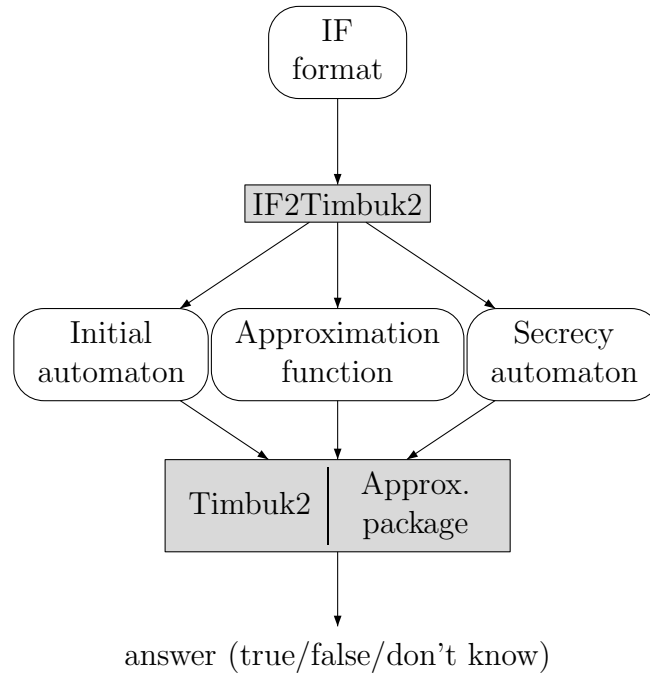 IF
format
IF2Timbuk2
Initial
automaton
Approximation
function
Secrecy
automaton
Timbuk2
Approx.
package
answer (true/false/don't know)